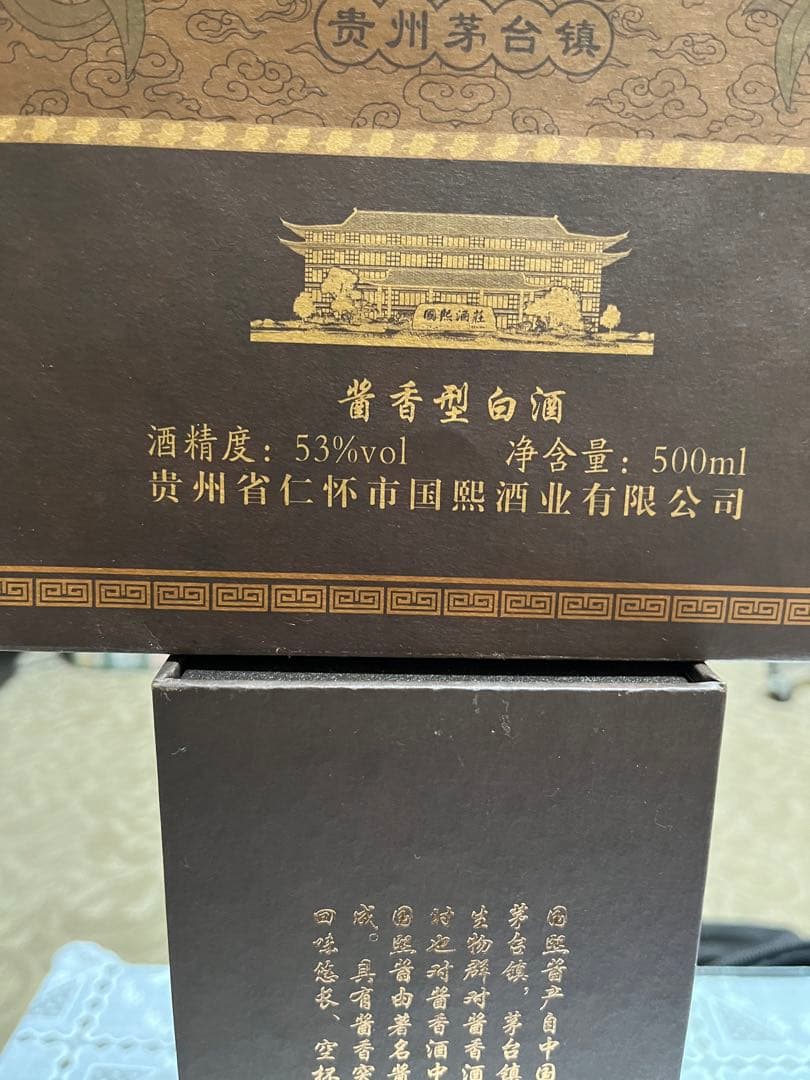 贵州茅台镇
国熙酒莊
酱香型白酒
酒精度：53%vol 净含量：500ml
贵州省仁怀市国熙酒业有限公司
国熙酱产自中国
茅台镇，茅台镇
生物群对酱香酒
时也对酱香酒中
国熙酱由著名酱
成。具有酱香突
回味悠长、空杯